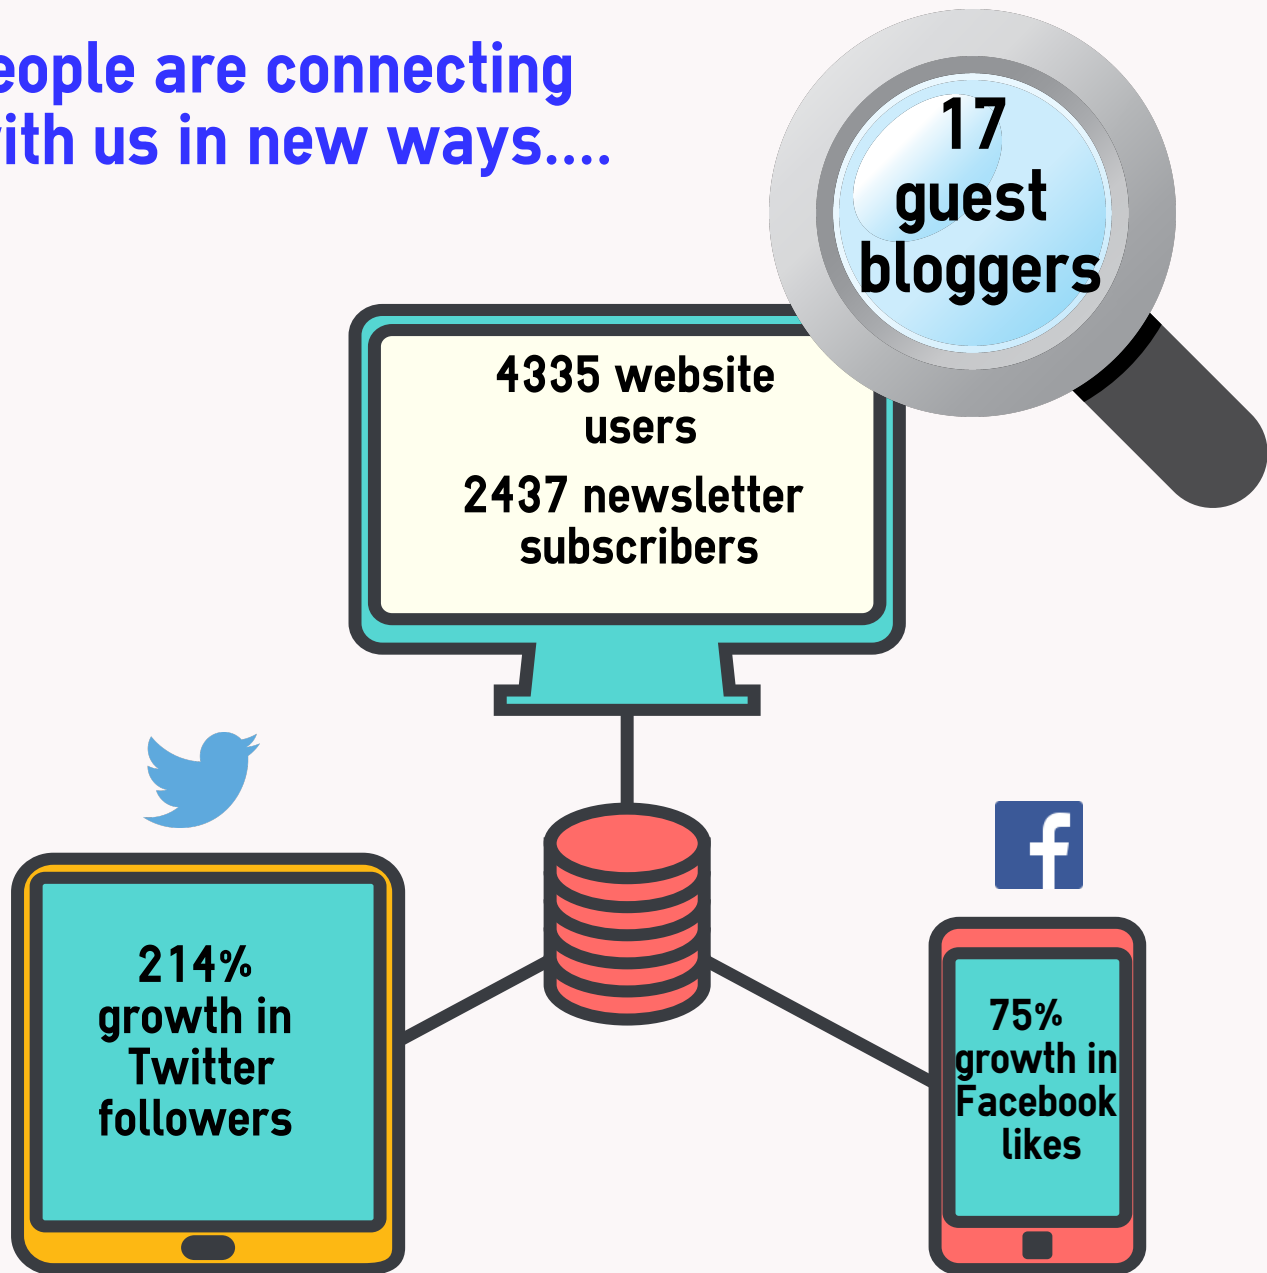 eople are connecting
ith us in new ways....
17
guest
bloggers
4335 website
users
2437 newsletter
subscribers
214%
growth in
Twitter
followers
75%
growth in
Facebook
likes